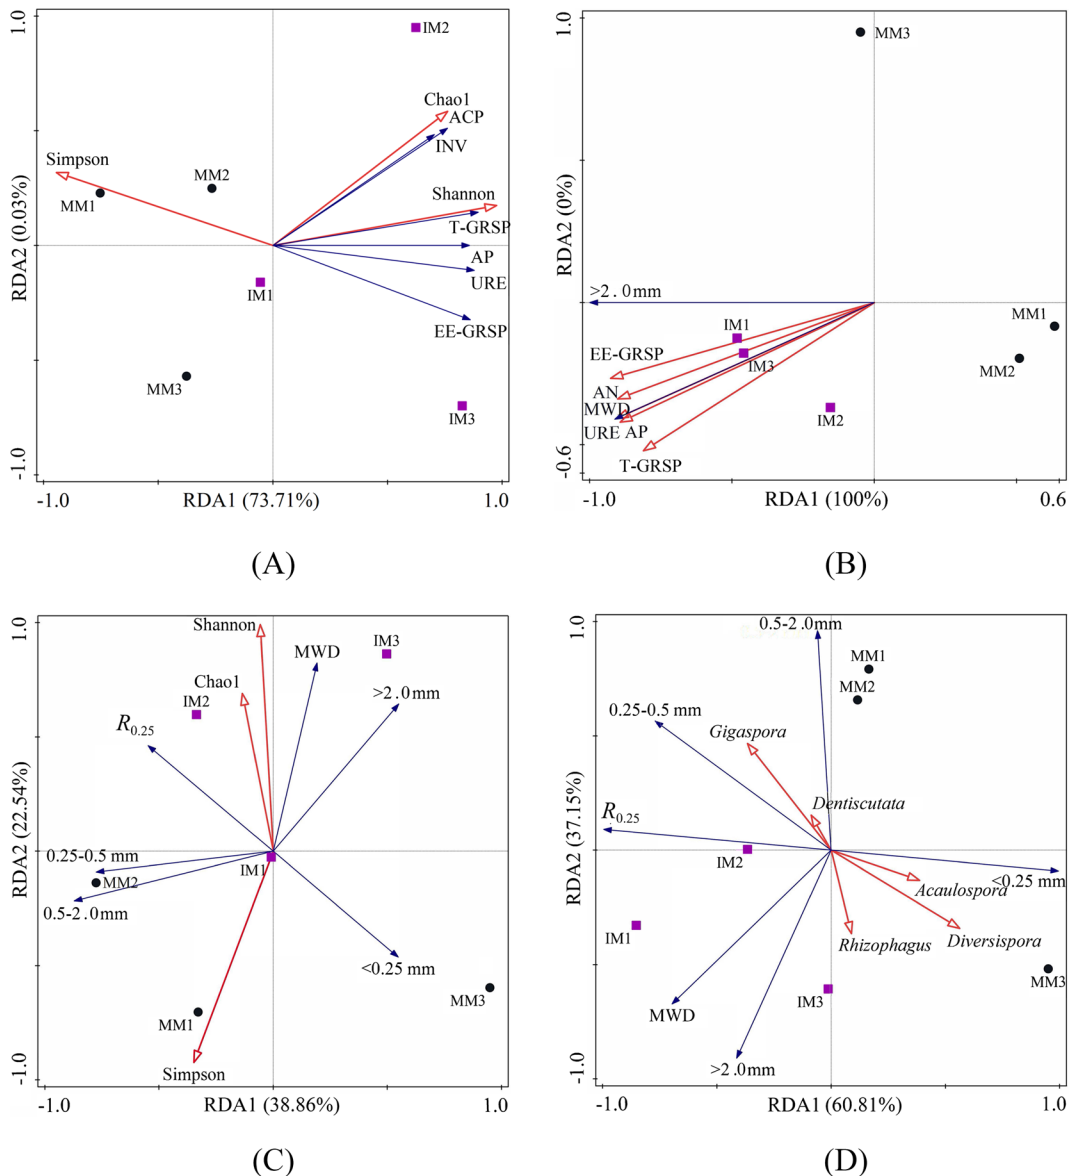 1.0
IM2
Chao1
ACP
INV
Simpson
MM2
MM1
Shannon
T-GRSP
AP
URE
IM1
EE-GRSP
MM3
IM3
RDA2 (0.03%)
-1.0
-1.0
RDA1 (73.71%)
1.0
(A)
1.0
MM3
RDA2 (0%)
>2.0mm
IM1
MM1
EE-GRSP
IM3
MM2
AN
MWD
IM2
URE AP
T-GRSP
-0.6
-1.0
RDA1 (100%)
0.6
(B)
1.0
Shannon
IM3
MWD
Chao1
>2.0mm
IM2
R0.25
RDA2 (22.54%)
0.25-0.5 mm
IM1
MM2
0.5-2.0mm
<0.25 mm
MM3
MM1
Simpson
-1.0
-1.0
RDA1 (38.86%)
1.0
(C)
1.0
0.5-2.0mm
MM1
MM2
0.25-0.5 mm
Gigaspora
Dentiscutata
R0.25
RDA2 (37.15%)
IM2
<0.25 mm
Acaulospora
IM1
Rhizophagus
Diversispora
MM3
IM3
MWD
>2.0mm
-1.0
-1.0
RDA1 (60.81%)
1.0
(D)